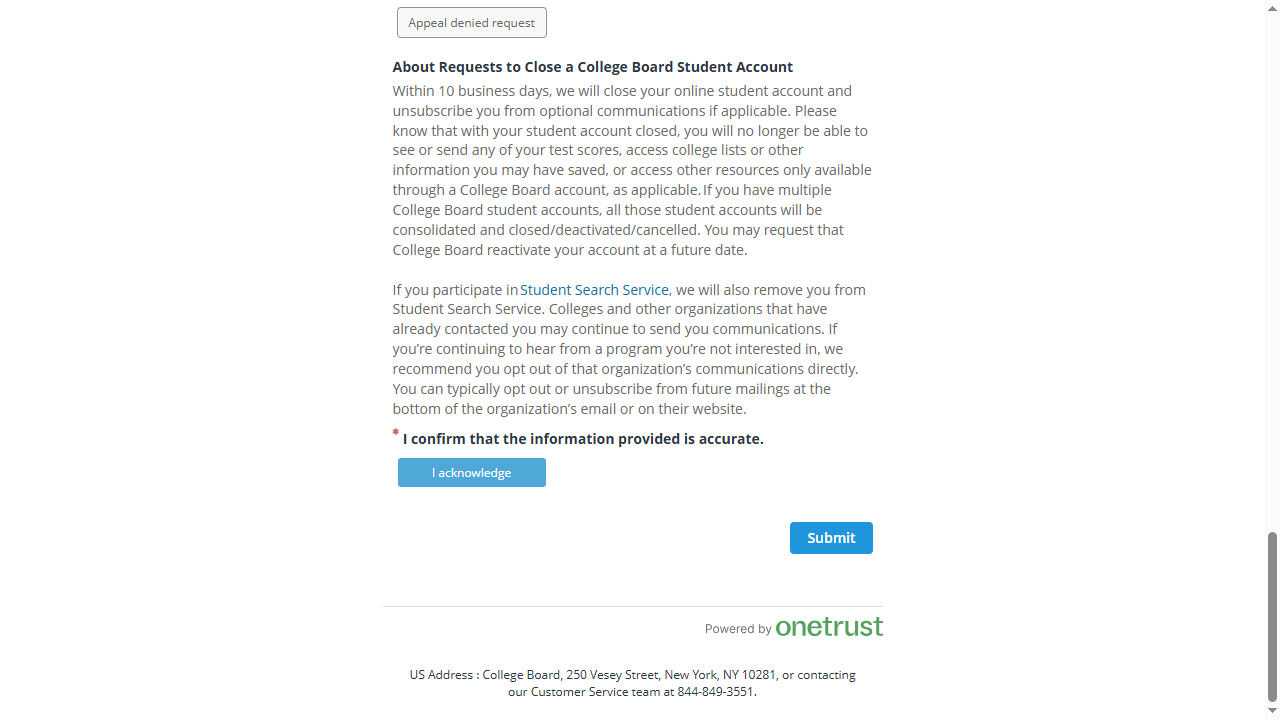 Appeal denied request
About Requests to Close a College Board Student Account
Within 10 business days, we will close your online student account and
unsubscribe you from optional communications if applicable. Please
know that with your student account closed, you will no longer be able to
see or send any of your test scores, access college lists or other
information you may have saved, or access other resources only available
through a College Board account, as applicable. If you have multiple
College Board student accounts, all those student accounts will be
consolidated and closed/deactivated/cancelled. You may request that
College Board reactivate your account at a future date.
If you participate in Student Search Service, we will also remove you from
Student Search Service. Colleges and other organizations that have
already contacted you may continue to send you communications. If
you’re continuing to hear from a program you’re not interested in, we
recommend you opt out of that organization’s communications directly.
You can typically opt out or unsubscribe from future mailings at the
bottom of the organization’s email or on their website.
* I confirm that the information provided is accurate.
I acknowledge
Submit
Powered by onetrust
US Address : College Board, 250 Vesey Street, New York, NY 10281, or contacting
our Customer Service team at 844-849-3551.